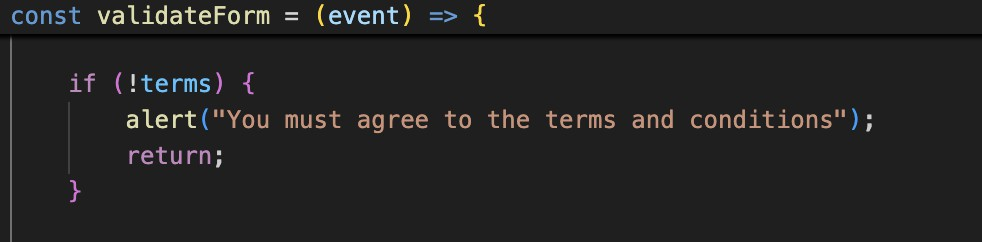 const validateForm = (event) => {
if (!terms) {
alert("You must agree to the terms and conditions");
return;
}